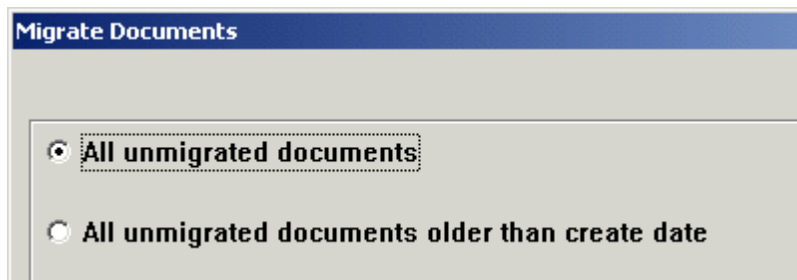 Migrate Documents
All unmigrated documents
All unmigrated documents older than create date